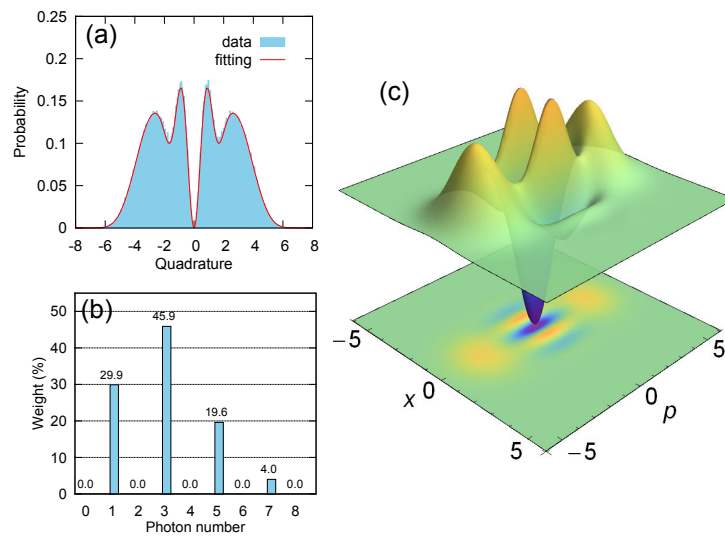 (a)
data
fitting
0.25
0.2
0.15
0.1
0.05
0
Probability
-8 -6 -4 -2 0 2 4 6 8
Quadrature
(b)
50
40
30
20
10
0
Weight (%)
0.0 29.9 0.0 45.9 0.0 19.6 0.0 4.0 0.0
0 1 2 3 4 5 6 7 8
Photon number
(c)
−5
0
5
x
−5
0
5
p